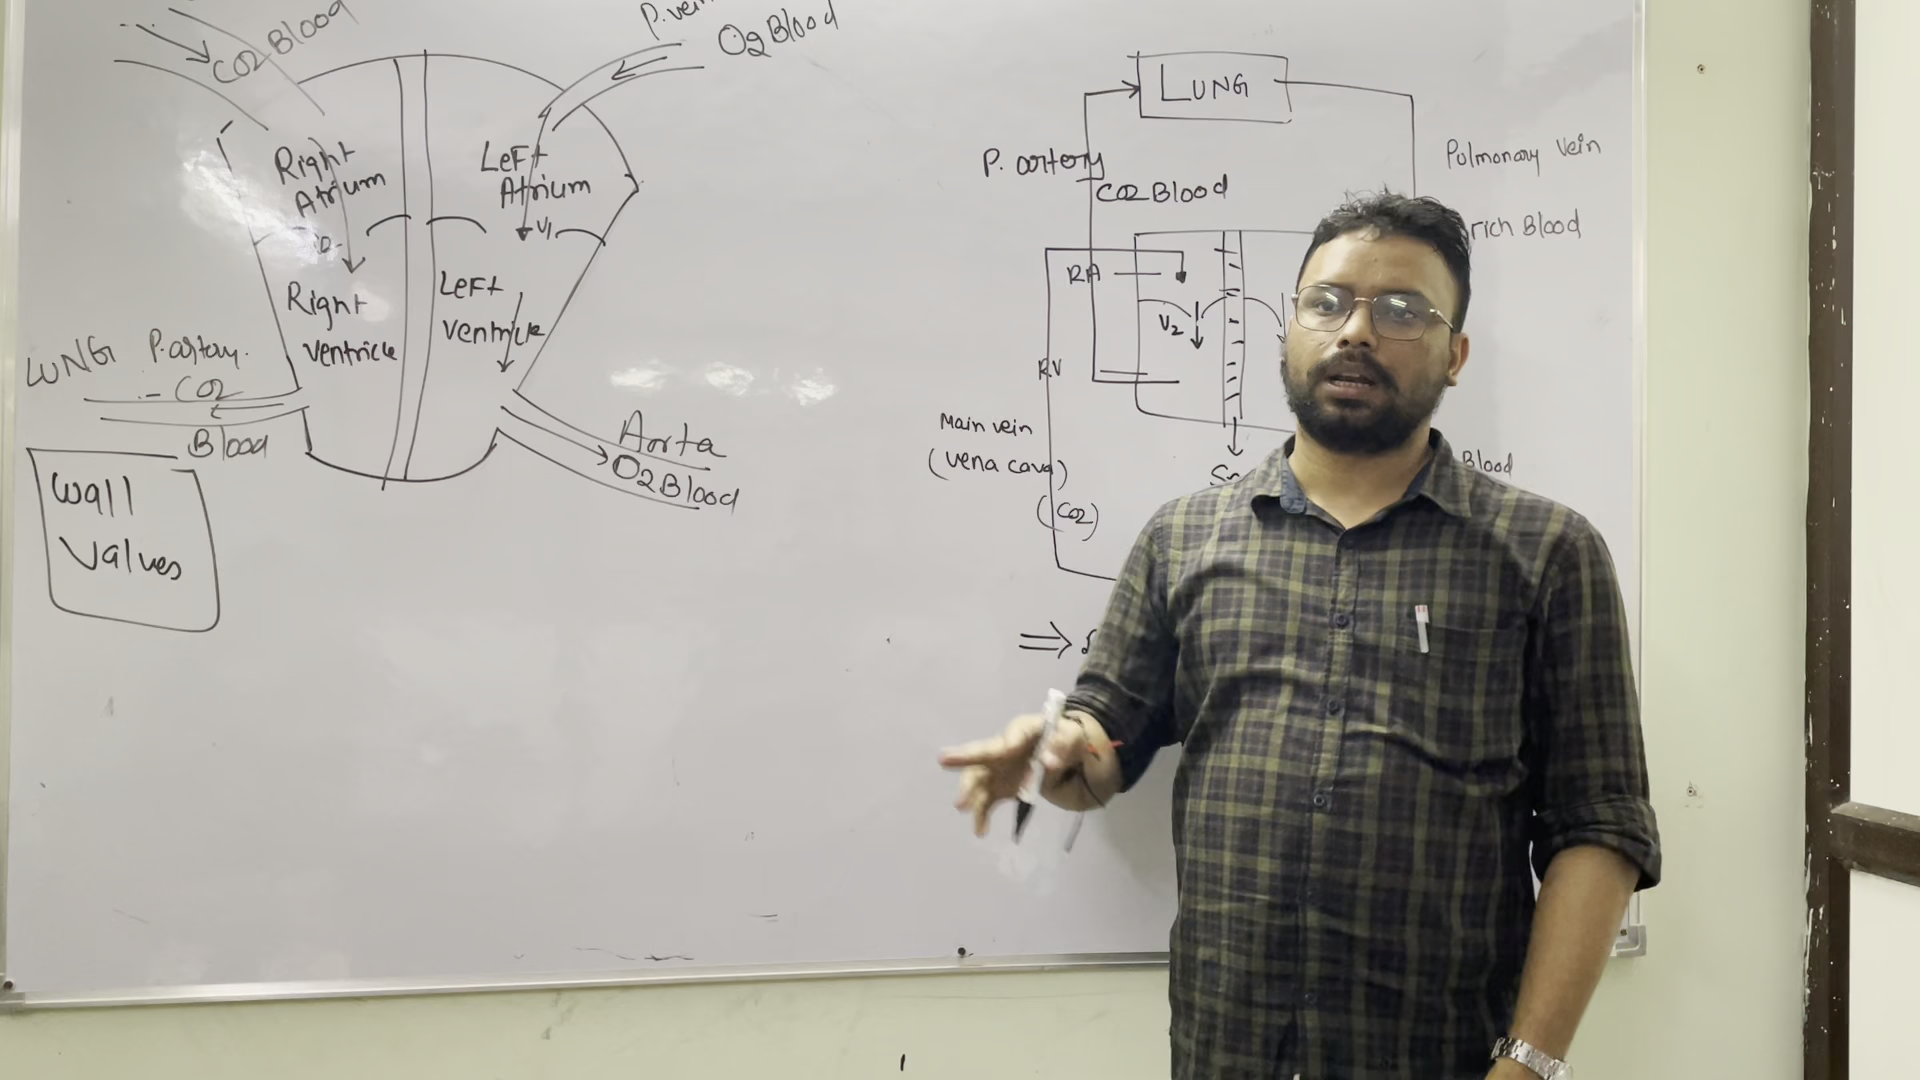 CO2 Blood
P.vein
O2 Blood
Right
Atrium
Left
Atrium
V1
Right
ventricle
Left
ventricle
LUNG P.artery.
CO2
Blood
Aorta
O2 Blood
Wall
Valves
LUNG
P. artery
CO2 Blood
Pulmonary vein
rich Blood
RA
V2
RV
Main vein
(vena cava)
(CO2)
Blood